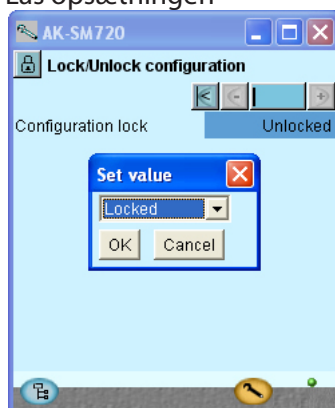 Lås opsætningen
AK-SM720
Lock/Unlock configuration
Configuration lock Unlocked
Set value
Locked
OK Cancel